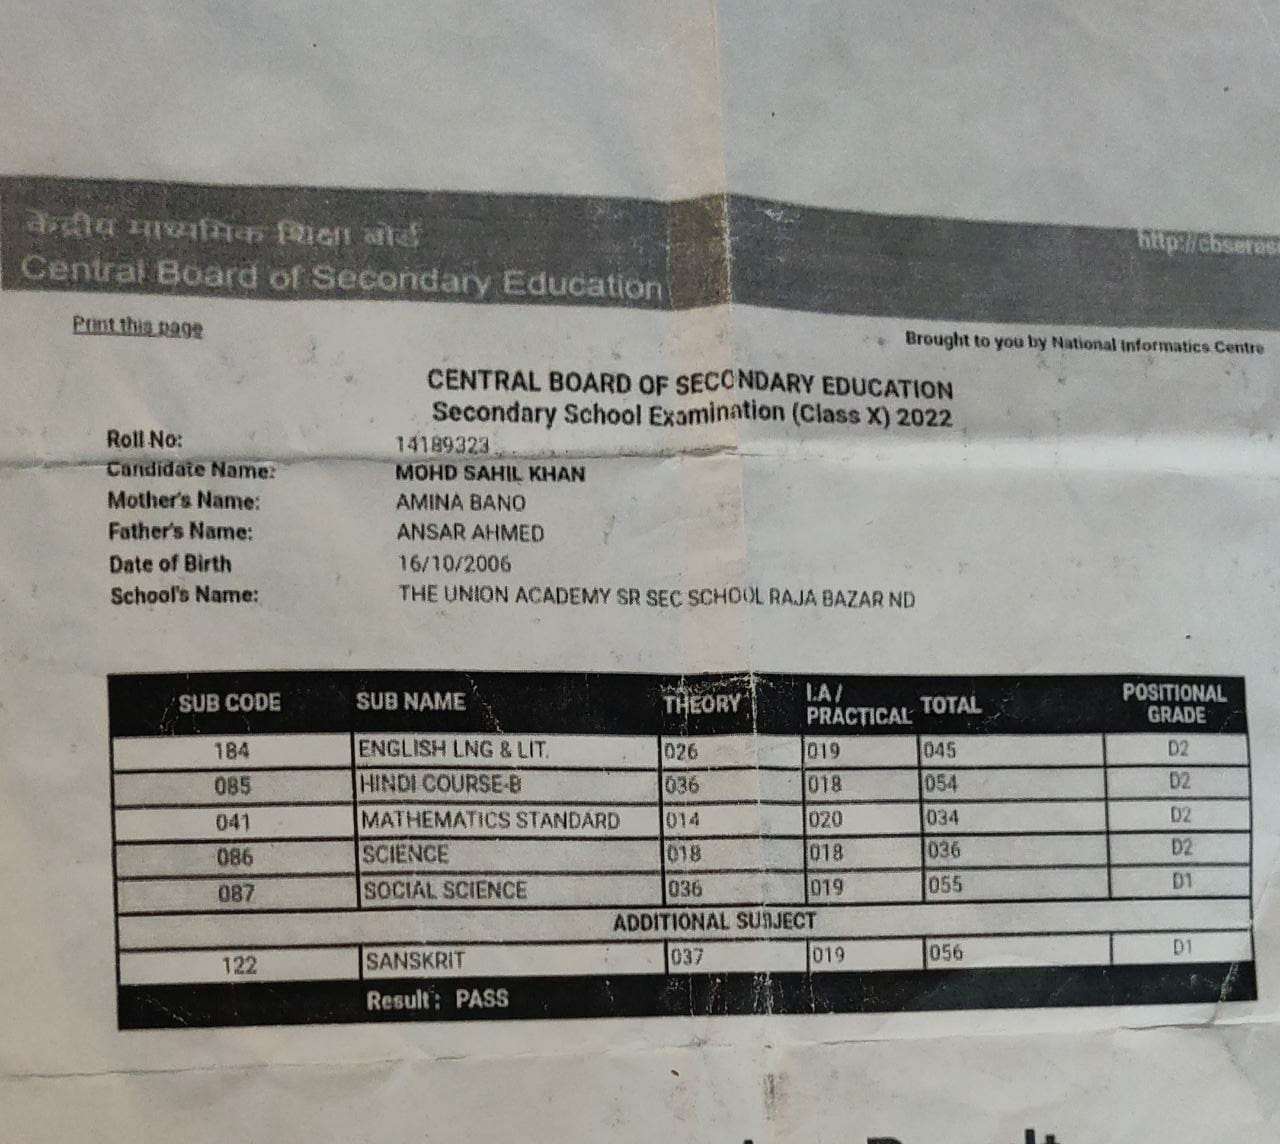 केन्द्रीय माध्यमिक शिक्षा बोर्ड
Central Board of Secondary Education
Print this page
Brought to you by National Informatics Centre
CENTRAL BOARD OF SECONDARY EDUCATION
Secondary School Examination (Class X) 2022
Roll No: 14189323
Candidate Name: MOHD SAHIL KHAN
Mother's Name: AMINA BANO
Father's Name: ANSAR AHMED
Date of Birth 16/10/2006
School's Name: THE UNION ACADEMY SR SEC SCHOOL RAJA BAZAR ND
SUB CODE SUB NAME THEORY I.A / PRACTICAL TOTAL POSITIONAL GRADE
184 ENGLISH LNG & LIT. 026 019 045 D2
085 HINDI COURSE-B 036 018 054 D2
041 MATHEMATICS STANDARD 014 020 034 D2
086 SCIENCE 018 018 036 D2
087 SOCIAL SCIENCE 036 019 055 D1
ADDITIONAL SUBJECT
122 SANSKRIT 037 019 056 D1
Result : PASS